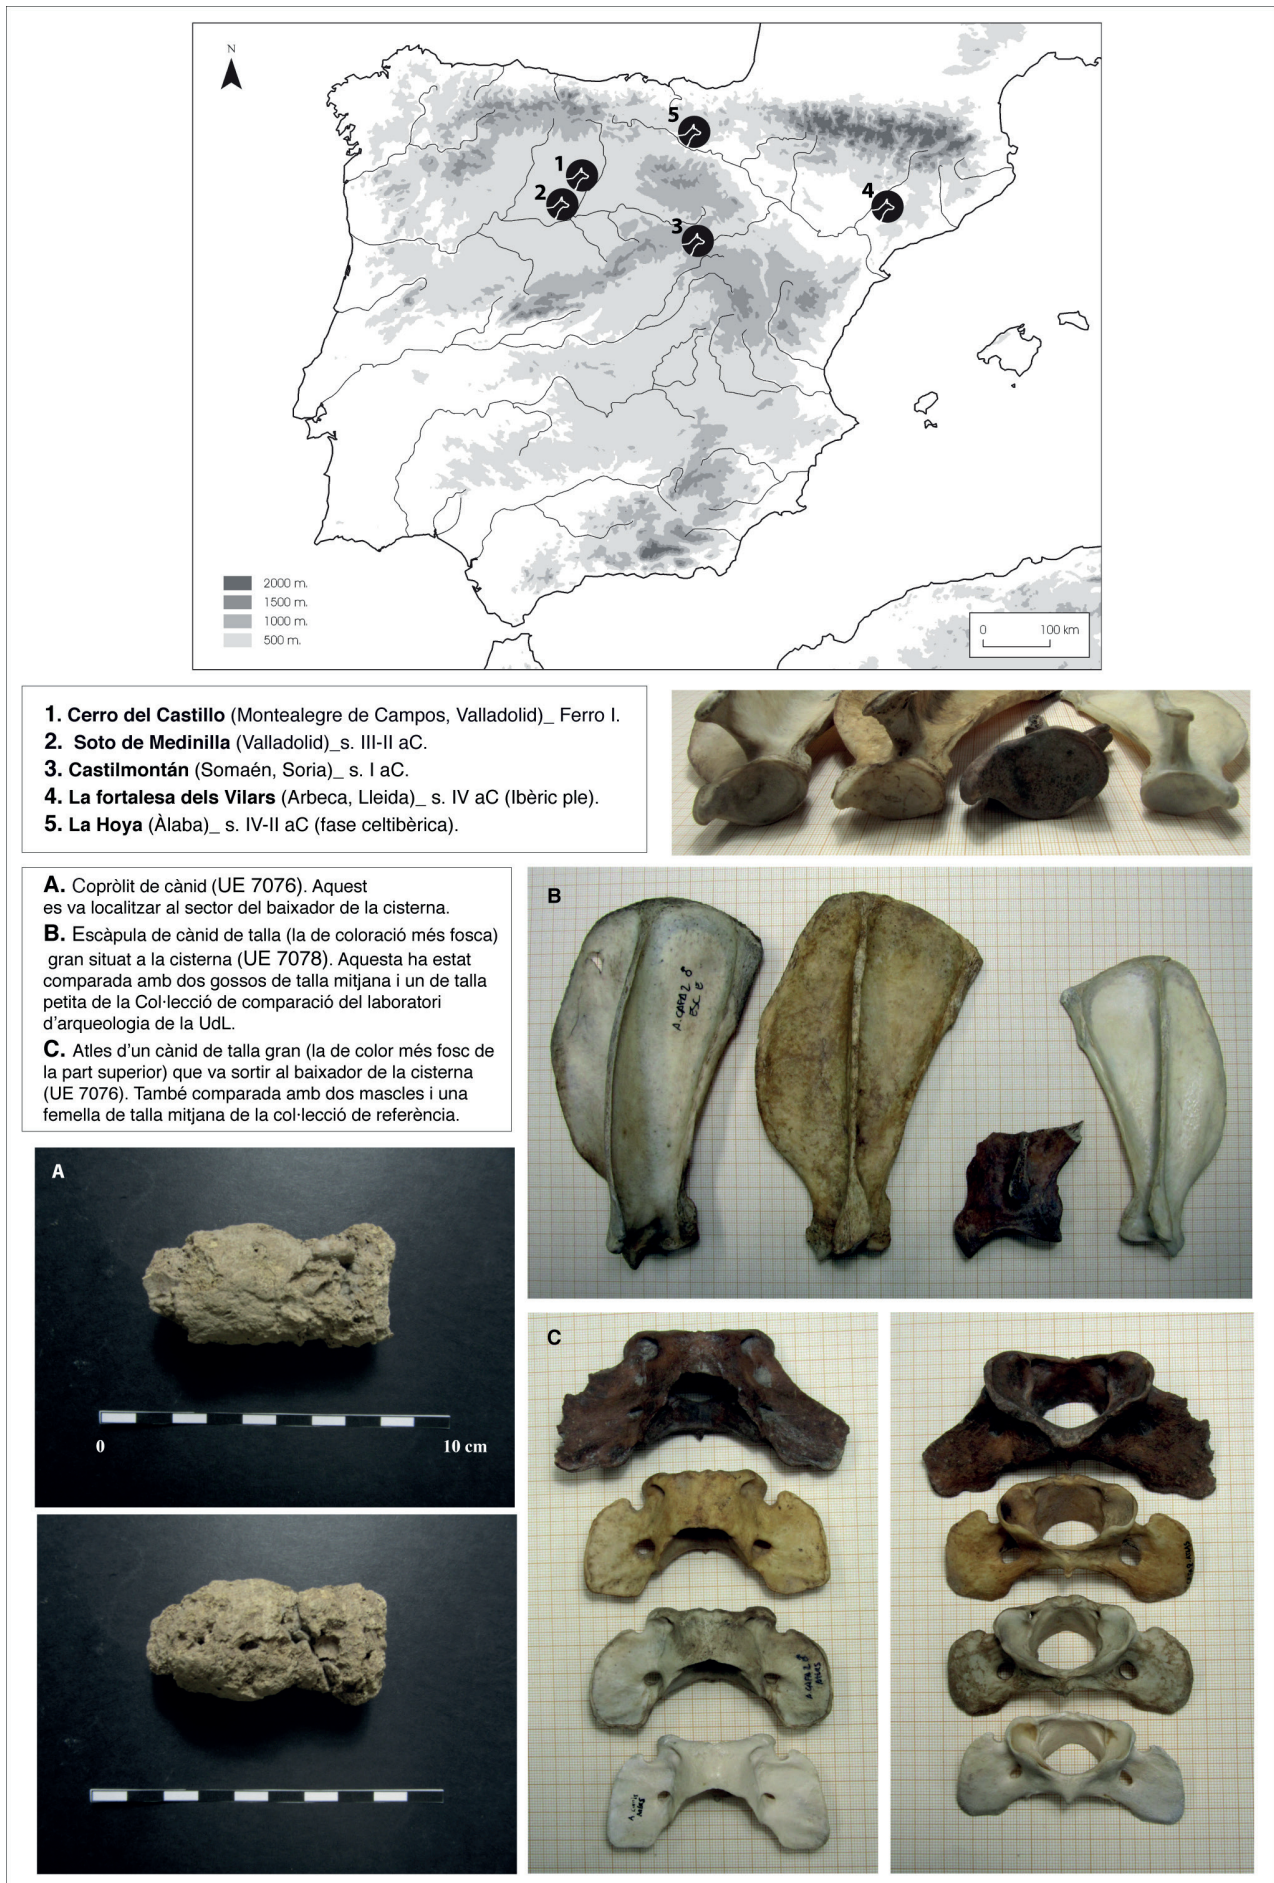 N
5
1
2
4
3
2000 m.
1500 m.
1000 m.
500 m.
0 100 km
1. Cerro del Castillo (Montealegre de Campos, Valladolid)_ Ferro I.
2. Soto de Medinilla (Valladolid)_s. III-II aC.
3. Castilmontán (Somaén, Soria)_ s. I aC.
4. La fortalesa dels Vilars (Arbeca, Lleida)_ s. IV aC (Ibèric ple).
5. La Hoya (Àlaba)_ s. IV-II aC (fase celtibèrica).
A. Copròlit de cànid (UE 7076). Aquest
es va localitzar al sector del baixador de la cisterna.
B. Escàpula de cànid de talla (la de coloració més fosca)
gran situat a la cisterna (UE 7078). Aquesta ha estat
comparada amb dos gossos de talla mitjana i un de talla
petita de la Col·lecció de comparació del laboratori
d'arqueologia de la UdL.
C. Atles d'un cànid de talla gran (la de color més fosc de
la part superior) que va sortir al baixador de la cisterna
(UE 7076). També comparada amb dos mascles i una
femella de talla mitjana de la col·lecció de referència.
B
A
0 10 cm
C